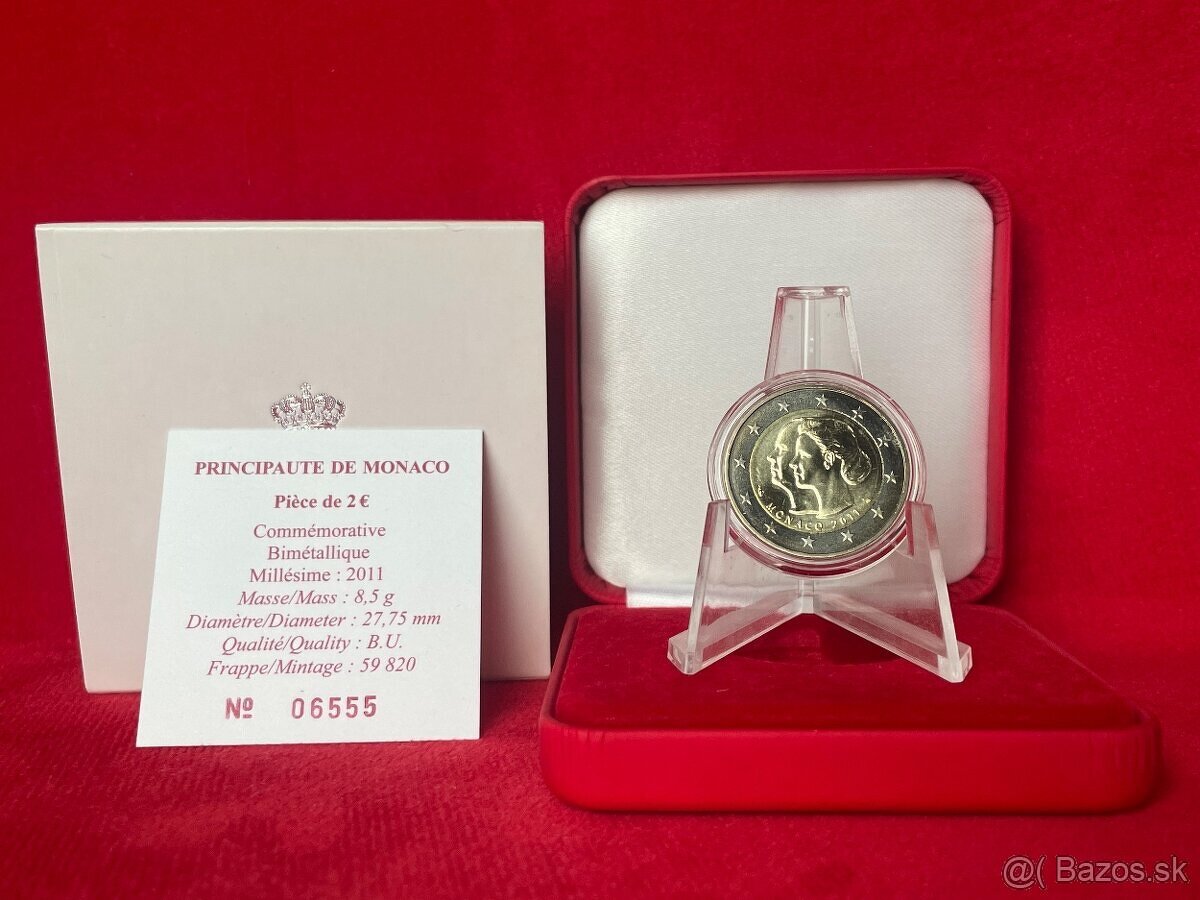 PRINCIPAUTE DE MONACO
Pièce de 2 €
Commémorative
Bimétallique
Millésime : 2011
Masse/Mass : 8,5 g
Diamètre/Diameter : 27,75 mm
Qualité/Quality : B.U.
Frappe/Mintage : 59 820
Nº 06555
MONACO 2011
@( Bazos.sk